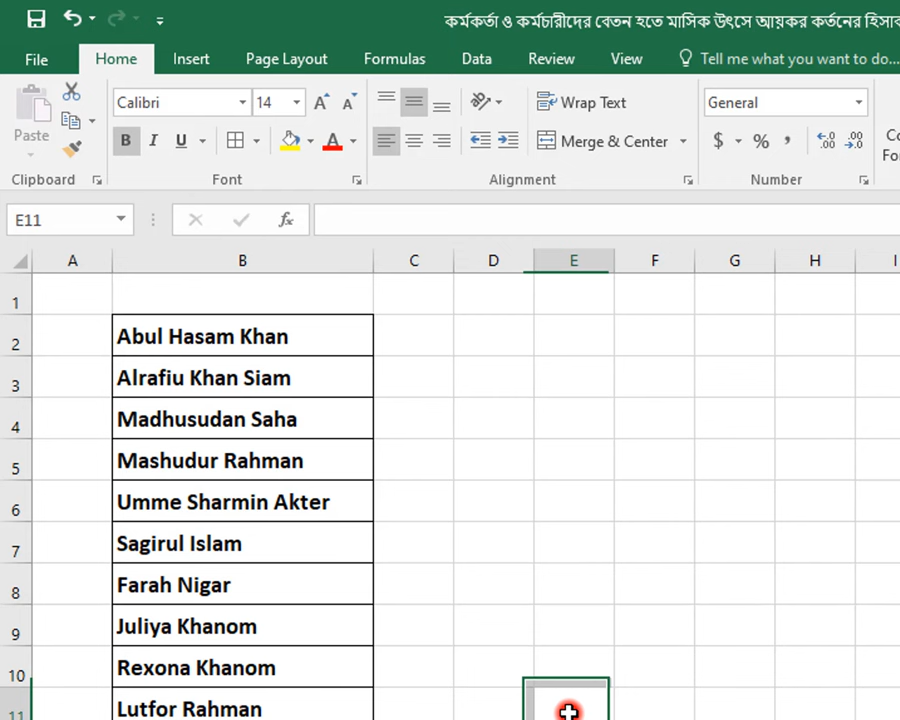 কর্মকর্তা ও কর্মচারীদের বেতন হতে মাসিক উৎসে আয়কর কর্তনের হিসাব
File Home Insert Page Layout Formulas Data Review View Tell me what you want to do...
Calibri 14 Wrap Text General
Paste B I U Merge & Center $ %
Clipboard Font Alignment Number
E11 fx
A B C D E F G H I
1
2 Abul Hasam Khan
3 Alrafiu Khan Siam
4 Madhusudan Saha
5 Mashudur Rahman
6 Umme Sharmin Akter
7 Sagirul Islam
8 Farah Nigar
9 Juliya Khanom
10 Rexona Khanom
11 Lutfor Rahman